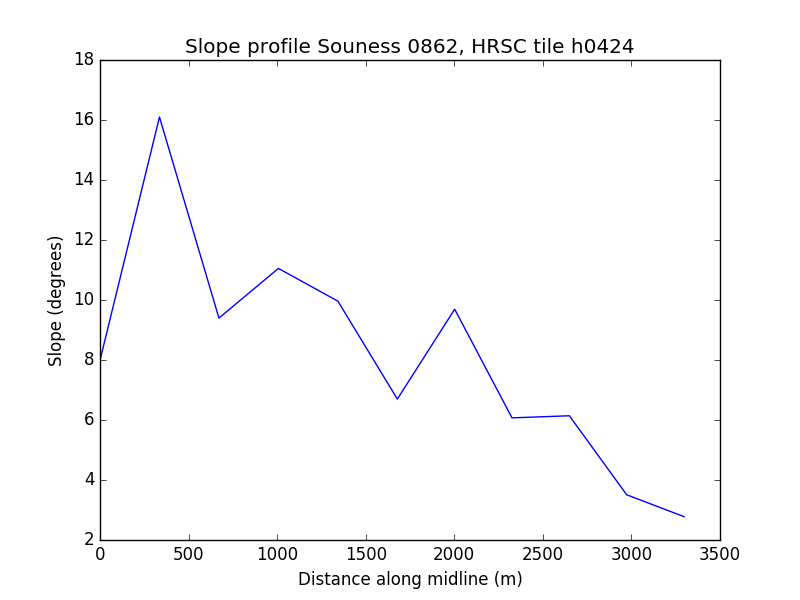 Slope profile Souness 0862, HRSC tile h0424
18
16
14
12
10
8
6
4
2
Slope (degrees)
0 500 1000 1500 2000 2500 3000 3500
Distance along midline (m)